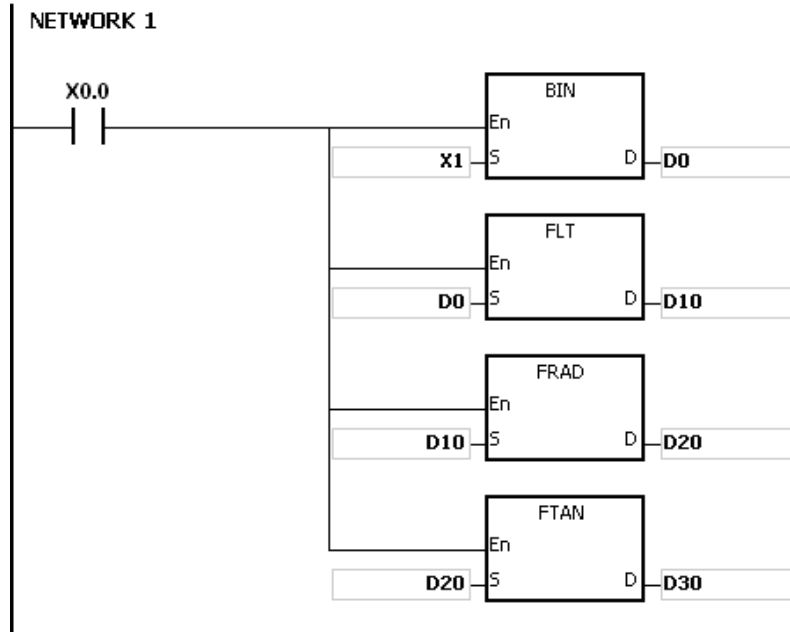 NETWORK 1
X0.0
BIN
En
X1 S D D0
FLT
En
D0 S D D10
FRAD
En
D10 S D D20
FTAN
En
D20 S D D30